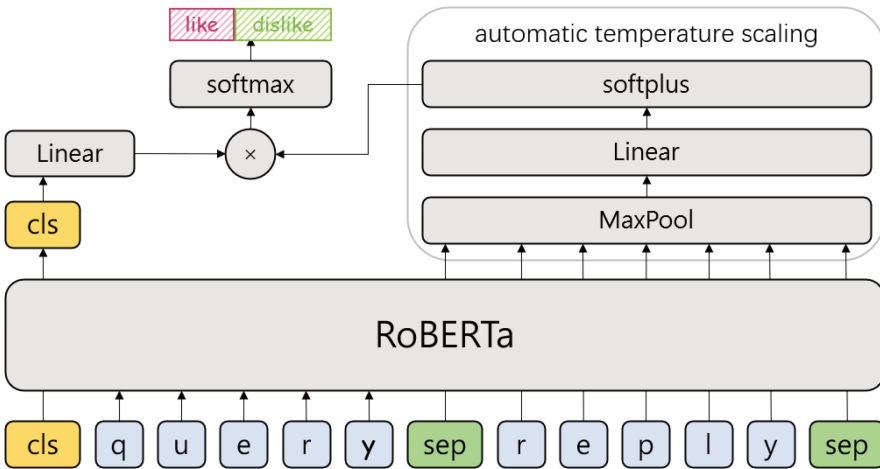 like dislike
automatic temperature scaling
softmax
softplus
Linear
×
Linear
cls
MaxPool
RoBERTa
cls q u e r y sep r e p l y sep